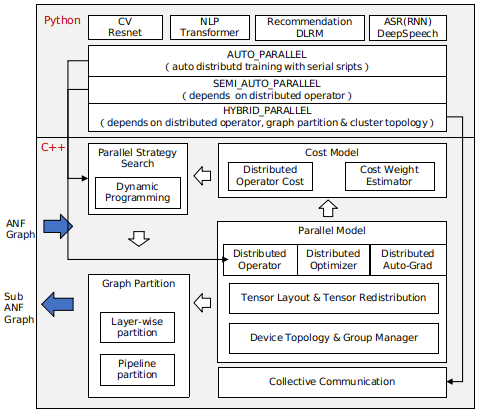 Python
CV
Resnet
NLP
Transformer
Recommendation
DLRM
ASR(RNN)
DeepSpeech
AUTO_PARALLEL
( auto distributd training with serial sripts )
SEMI_AUTO_PARALLEL
( depends on distributed operator )
HYBRID_PARALLEL
( depends on distributed operator, graph partition & cluster topology )
C++
Parallel Strategy
Search
Dynamic
Programming
Cost Model
Distributed
Operator Cost
Cost Weight
Estimator
ANF
Graph
Parallel Model
Distributed
Operator
Distributed
Optimizer
Distributed
Auto-Grad
Sub
ANF
Graph
Graph Partition
Layer-wise
partition
Pipeline
partition
Tensor Layout & Tensor Redistribution
Device Topology & Group Manager
Collective Communication